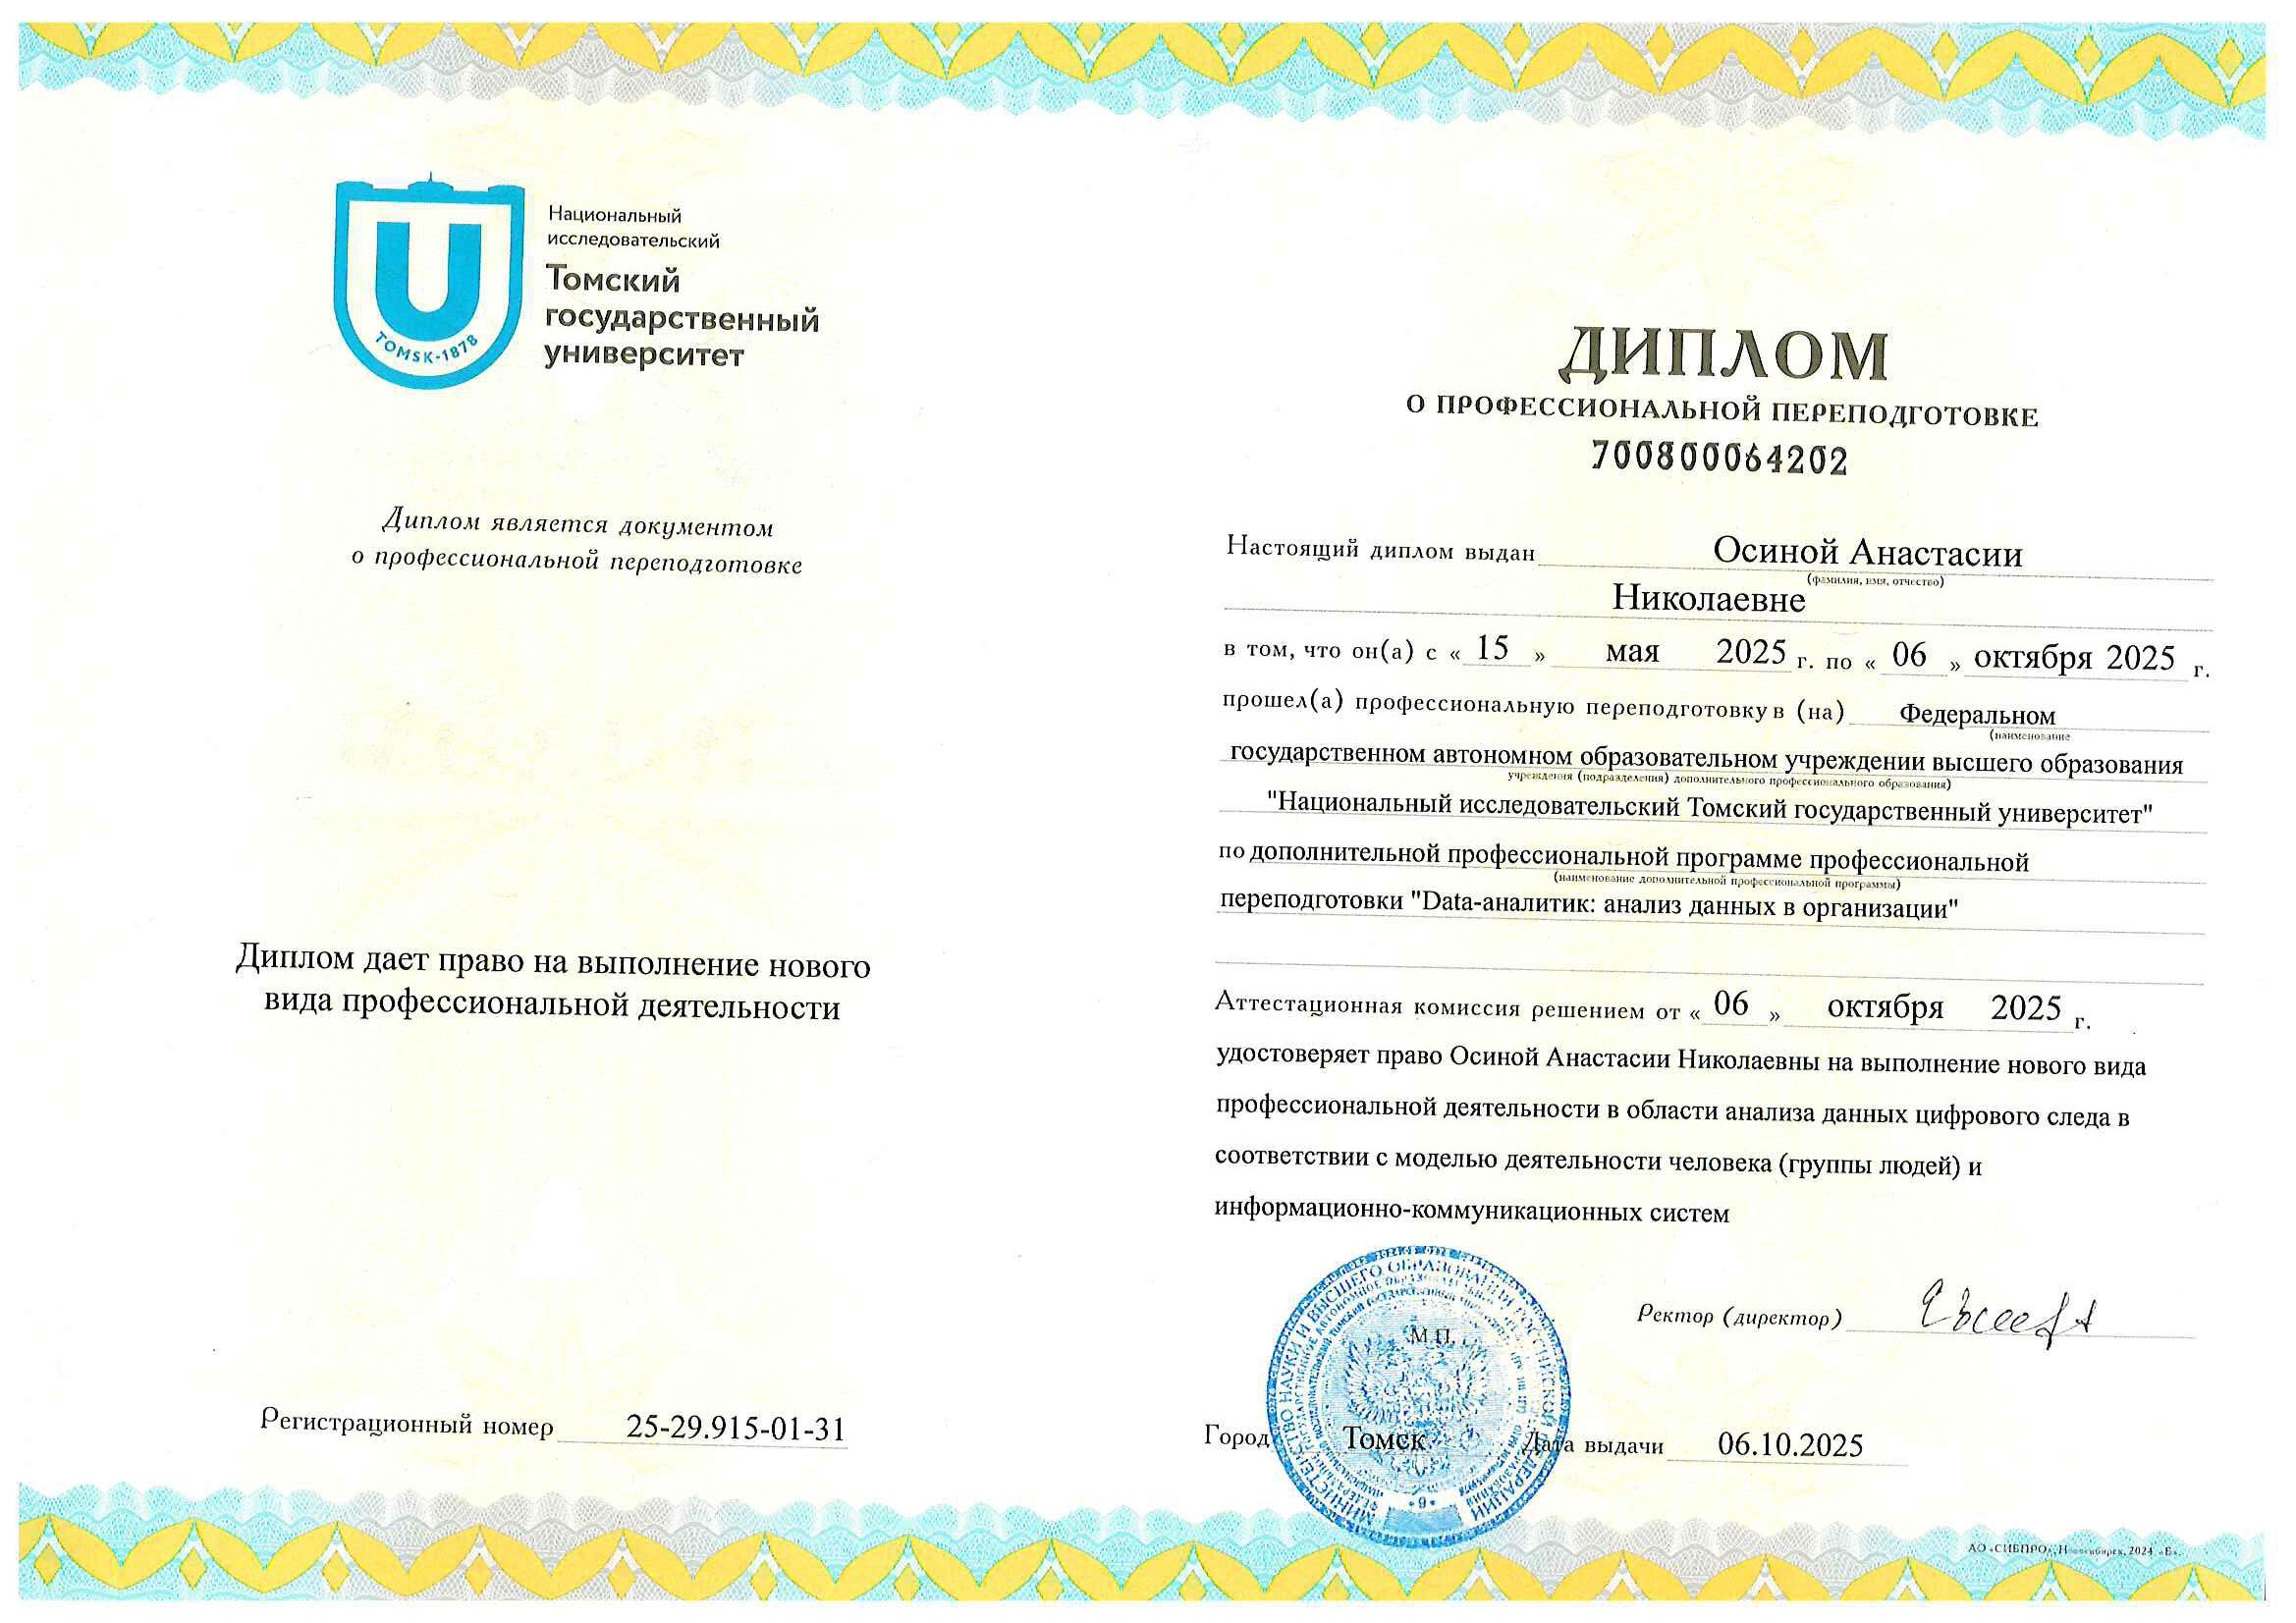 Национальный
исследовательский
Томский
государственный
университет
TOMSK-1878
Диплом является документом
о профессиональной переподготовке
Диплом дает право на выполнение нового
вида профессиональной деятельности
Регистрационный номер 25-29.915-01-31
ДИПЛОМ
О ПРОФЕССИОНАЛЬНОЙ ПЕРЕПОДГОТОВКЕ
700800064202
Настоящий диплом выдан Осиной Анастасии
(фамилия, имя, отчество)
Николаевне
в том, что он(а) с « 15 » мая 2025 г. по « 06 » октября 2025 г.
прошел(а) профессиональную переподготовку в (на) Федеральном
(наименование
государственном автономном образовательном учреждении высшего образования
учреждения (подразделения) дополнительного профессионального образования)
"Национальный исследовательский Томский государственный университет"
по дополнительной профессиональной программе профессиональной
(наименование дополнительной профессиональной программы)
переподготовки "Data-аналитик: анализ данных в организации"
Аттестационная комиссия решением от « 06 » октября 2025 г.
удостоверяет право Осиной Анастасии Николаевны на выполнение нового вида
профессиональной деятельности в области анализа данных цифрового следа в
соответствии с моделью деятельности человека (группы людей) и
информационно-коммуникационных систем
МИНИСТЕРСТВО НАУКИ И ВЫСШЕГО ОБРАЗОВАНИЯ РОССИЙСКОЙ ФЕДЕРАЦИИ
М.П.
Ректор (директор)
Город Томск Дата выдачи 06.10.2025
АО «СИБПРО», Новосибирск, 2024, «Б».